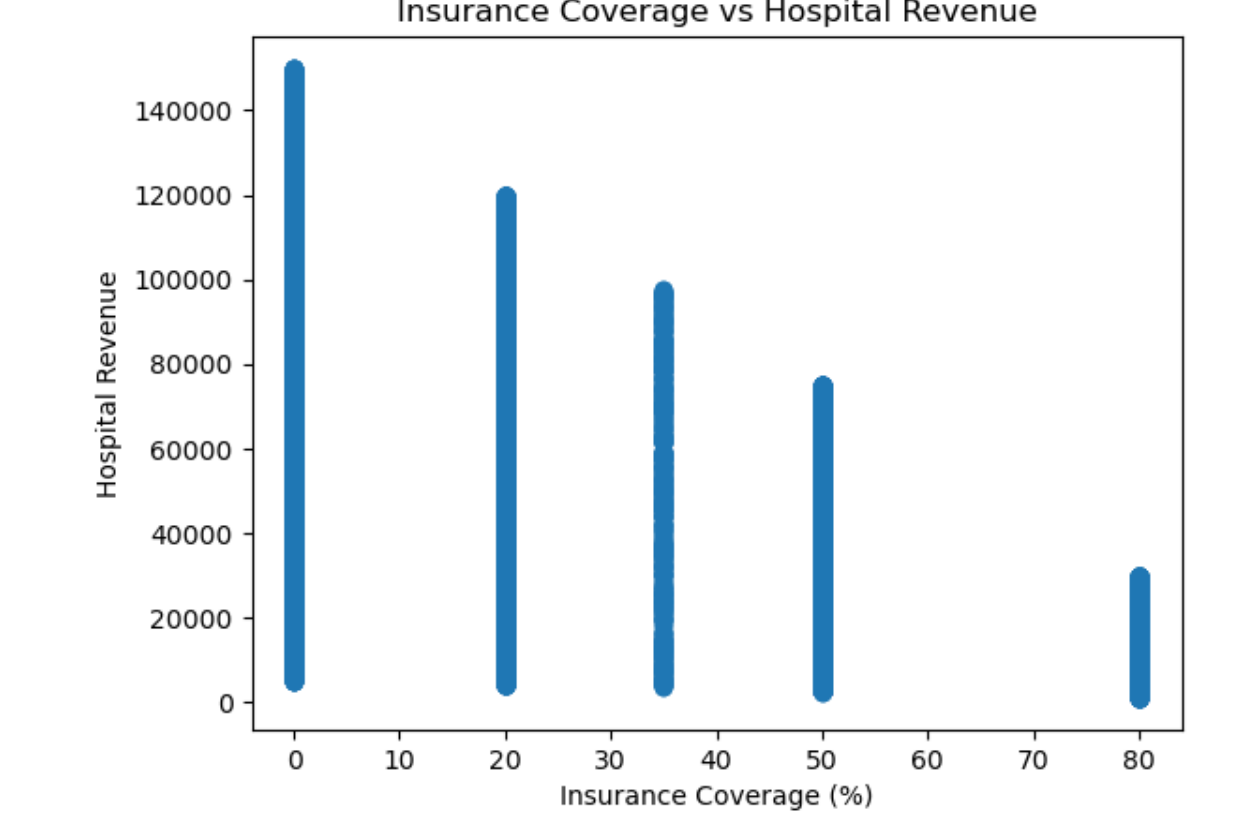 Insurance Coverage vs Hospital Revenue
140000
120000
100000
80000
60000
40000
20000
0
Hospital Revenue
0 10 20 30 40 50 60 70 80
Insurance Coverage (%)